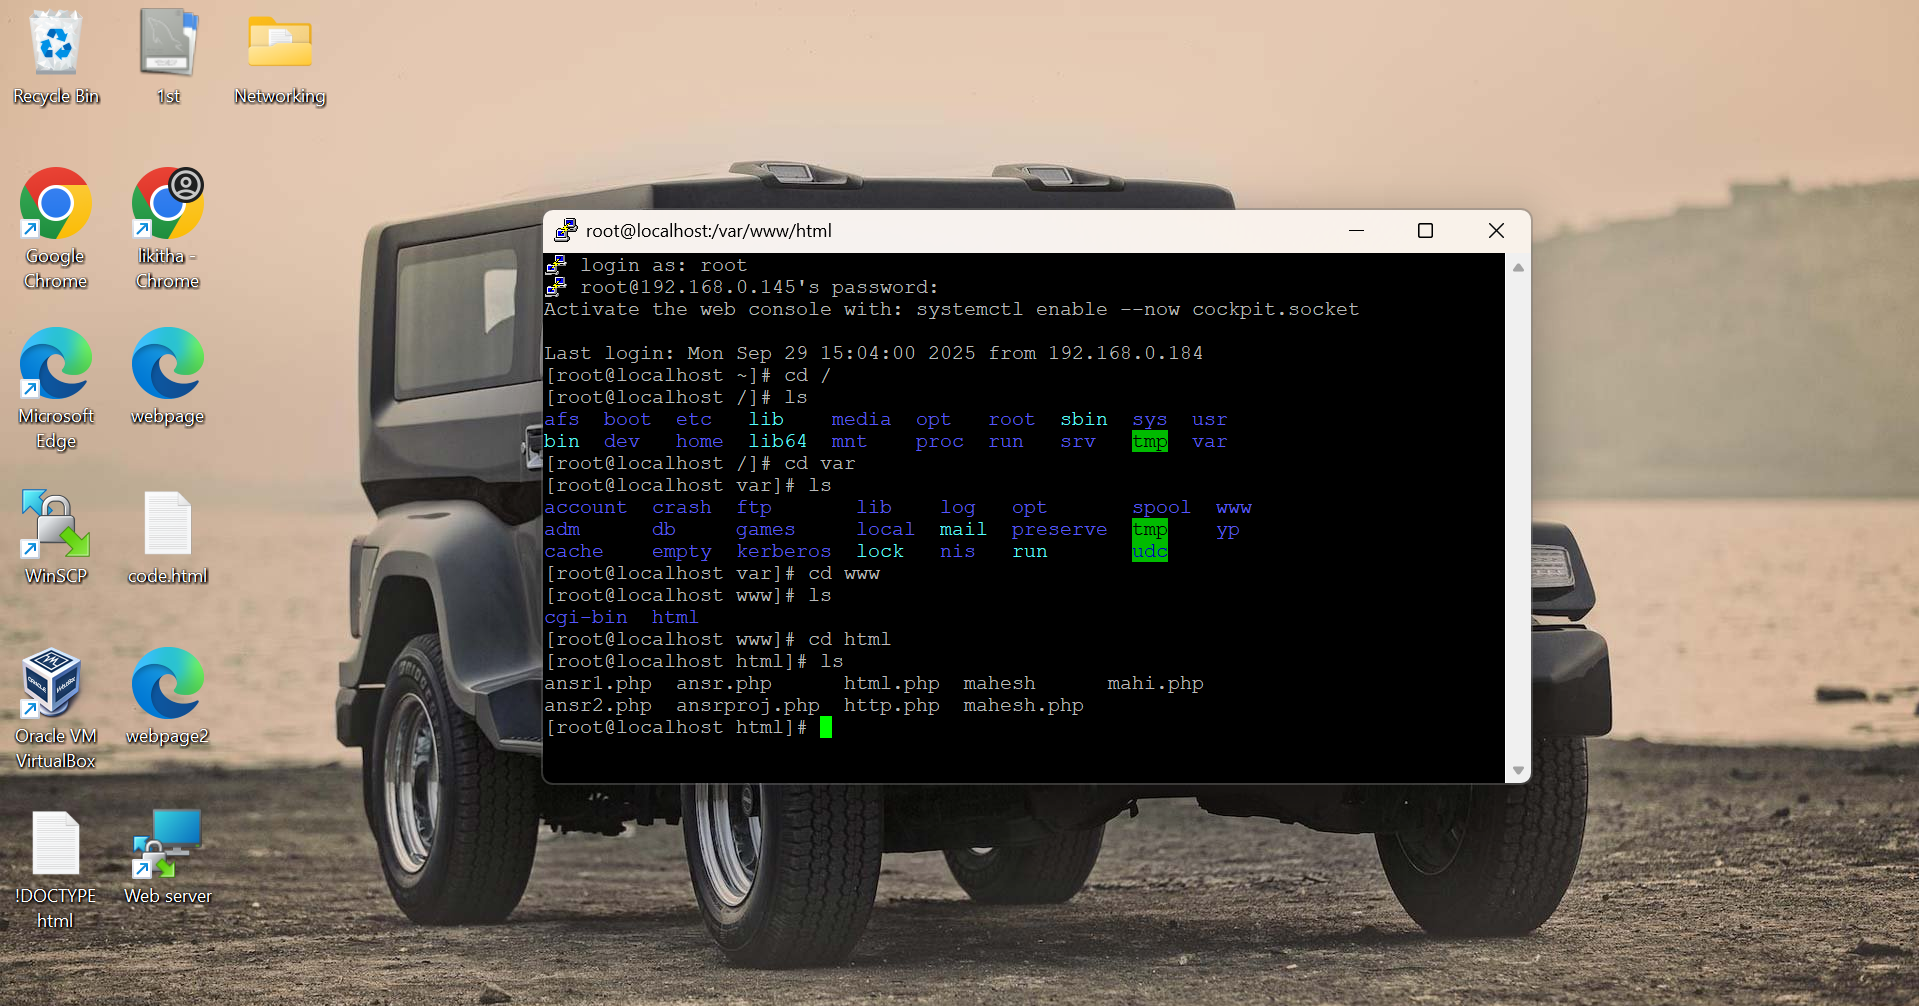 Recycle Bin
1st
Networking
Google
Chrome
likitha -
Chrome
Microsoft
Edge
webpage
WinSCP
code.html
Oracle VM
VirtualBox
webpage2
!DOCTYPE
html
Web server
root@localhost:/var/www/html
login as: root
root@192.168.0.145's password:
Activate the web console with: systemctl enable --now cockpit.socket
Last login: Mon Sep 29 15:04:00 2025 from 192.168.0.184
[root@localhost ~]# cd /
[root@localhost /]# ls
afs boot etc lib media opt root sbin sys usr
bin dev home lib64 mnt proc run srv tmp var
[root@localhost /]# cd var
[root@localhost var]# ls
account crash ftp lib log opt spool www
adm db games local mail preserve tmp yp
cache empty kerberos lock nis run udc
[root@localhost var]# cd www
[root@localhost www]# ls
cgi-bin html
[root@localhost www]# cd html
[root@localhost html]# ls
ansr1.php ansr.php html.php mahesh mahi.php
ansr2.php ansrproj.php http.php mahesh.php
[root@localhost html]#